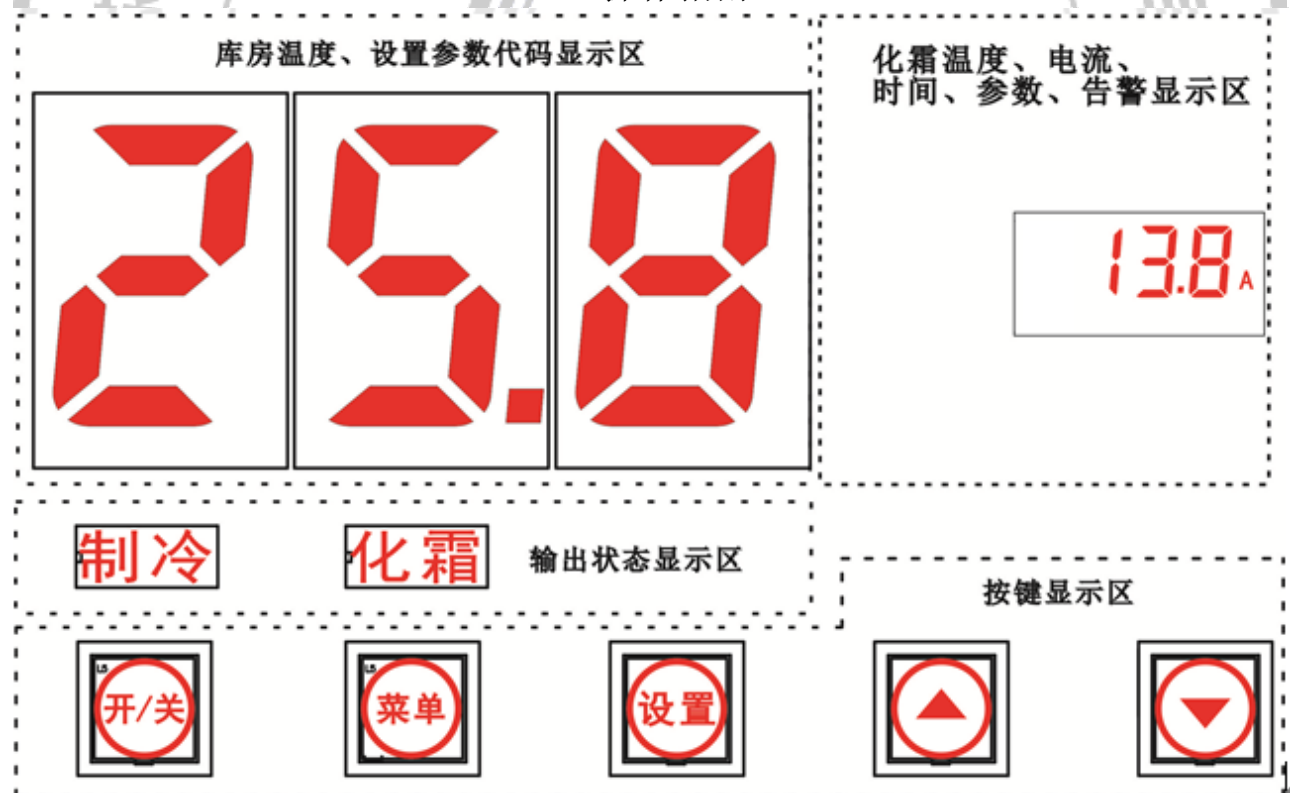 库房温度、设置参数代码显示区
化霜温度、电流、
时间、参数、告警显示区
25.8
13.8A
制冷
化霜
输出状态显示区
按键显示区
开/关
菜单
设置